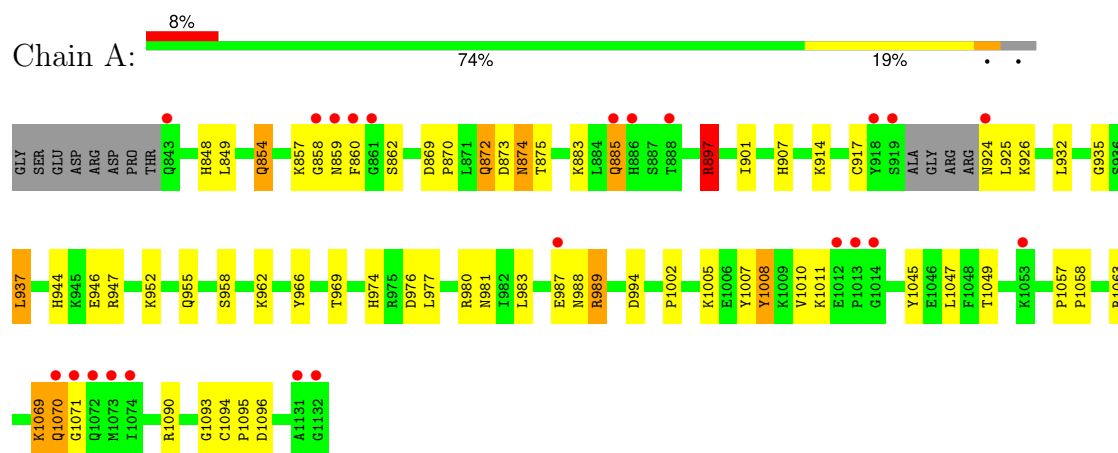 8%
Chain A:
74% 19% • •
GLY SER GLU ASP ARG ASP PRO THR Q843 H848 L849 Q854 K857 G858 N859 F860 G861 S862 D869 P870 L871 Q872 D873 N874 T875 K883 L884 Q885 H886 S887 T888 R897 I901 H907 K914 C917 Y918 S919 ALA GLY ARG ARG N924 L925 K926 L932 G935 S936
L937 H944 K945 E946 R947 K952 Q955 S958 K962 Y966 T969 H974 R975 D976 L977 R980 N981 I982 L983 E987 N988 R989 D994 P1002 K1005 E1006 Y1007 Y1008 K1009 V1010 K1011 E1012 P1013 G1014 Y1045 E1046 L1047 F1048 T1049 K1053 P1057 P1058
K1069 Q1070 G1071 Q1072 M1073 I1074 R1090 G1093 C1094 P1095 D1096 A1131 G1132